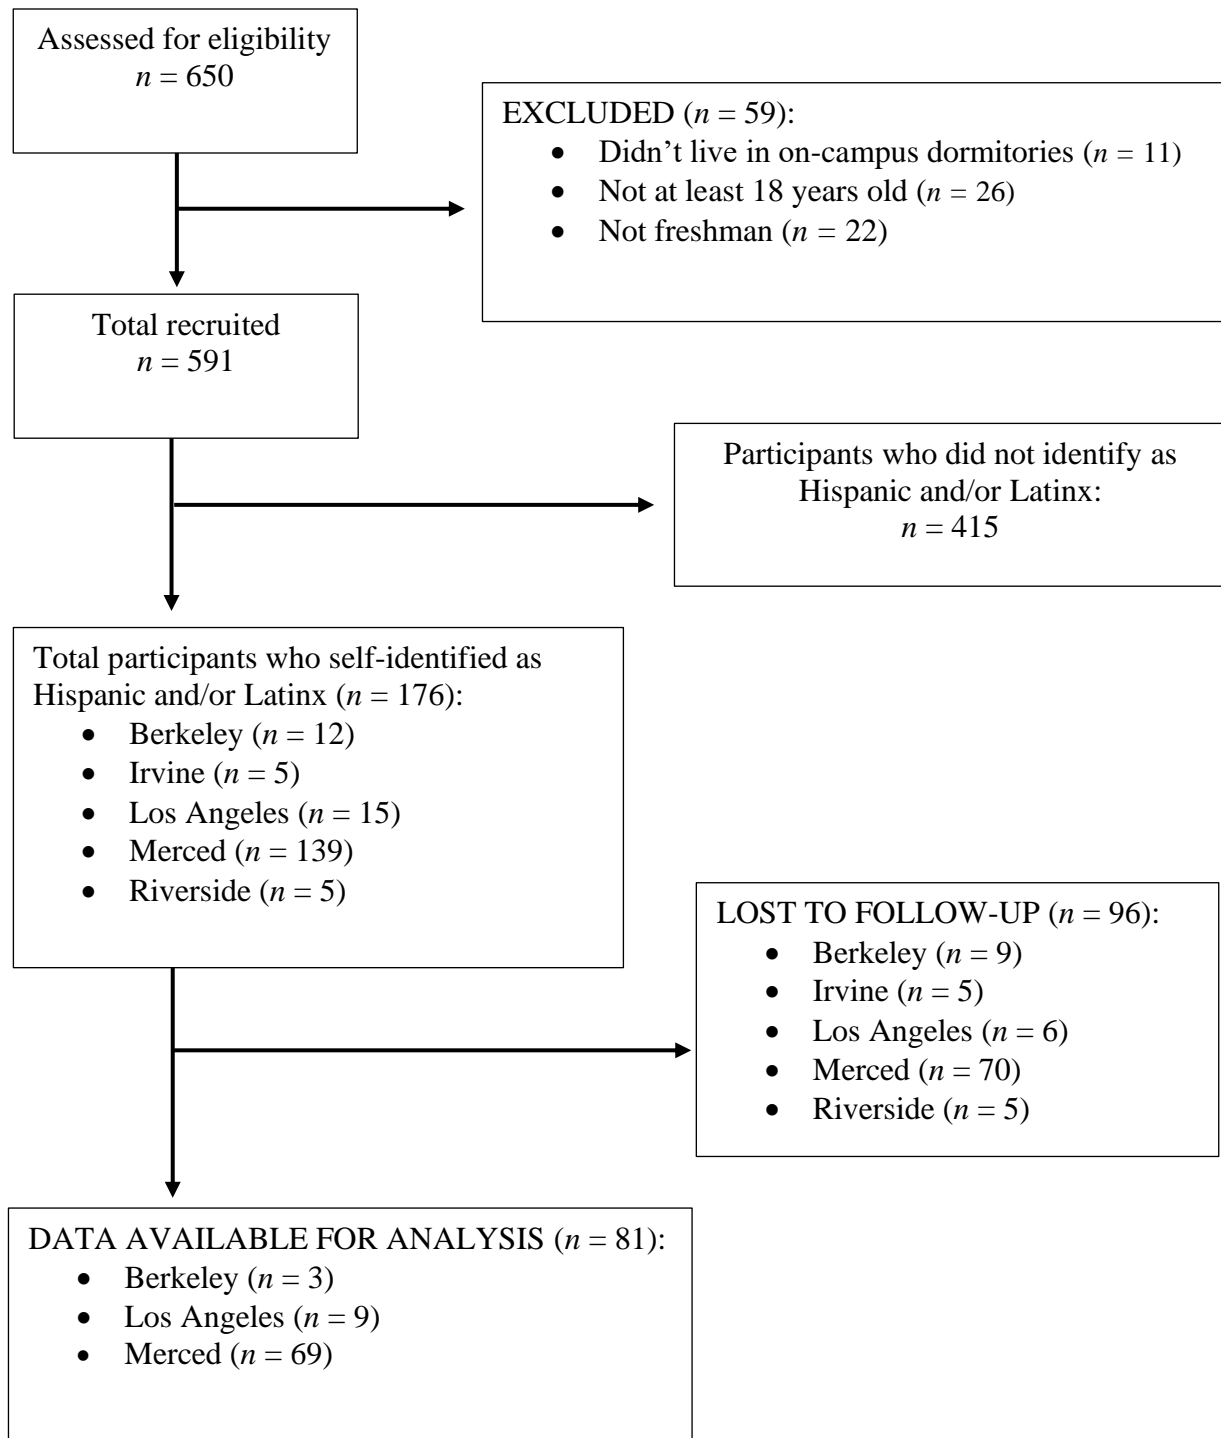 Assessed for eligibility
n = 650
EXCLUDED (n = 59):
• Didn’t live in on-campus dormitories (n = 11)
• Not at least 18 years old (n = 26)
• Not freshman (n = 22)
Total recruited
n = 591
Participants who did not identify as
Hispanic and/or Latinx:
n = 415
Total participants who self-identified as
Hispanic and/or Latinx (n = 176):
• Berkeley (n = 12)
• Irvine (n = 5)
• Los Angeles (n = 15)
• Merced (n = 139)
• Riverside (n = 5)
LOST TO FOLLOW-UP (n = 96):
• Berkeley (n = 9)
• Irvine (n = 5)
• Los Angeles (n = 6)
• Merced (n = 70)
• Riverside (n = 5)
DATA AVAILABLE FOR ANALYSIS (n = 81):
• Berkeley (n = 3)
• Los Angeles (n = 9)
• Merced (n = 69)